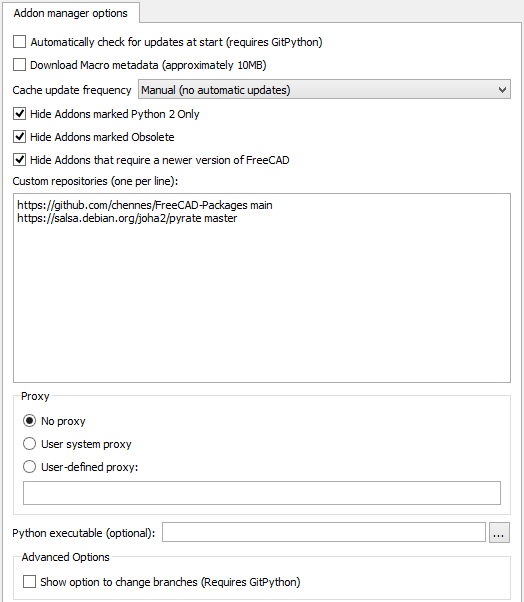 Addon manager options
Automatically check for updates at start (requires GitPython)
Download Macro metadata (approximately 10MB)
Cache update frequency Manual (no automatic updates)
Hide Addons marked Python 2 Only
Hide Addons marked Obsolete
Hide Addons that require a newer version of FreeCAD
Custom repositories (one per line):
https://github.com/chennes/FreeCAD-Packages main
https://salsa.debian.org/joha2/pyrate master
Proxy
No proxy
User system proxy
User-defined proxy:
Python executable (optional): ...
Advanced Options
Show option to change branches (Requires GitPython)